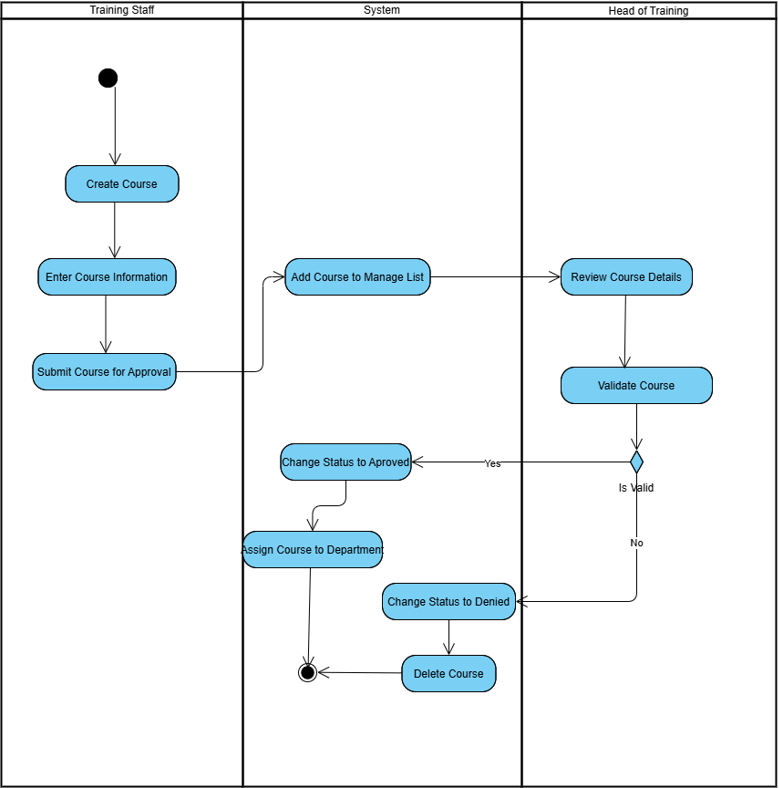 Training Staff
System
Head of Training
Create Course
Enter Course Information
Add Course to Manage List
Review Course Details
Submit Course for Approval
Validate Course
Change Status to Aproved
Yes
Is Valid
No
Assign Course to Department
Change Status to Denied
Delete Course